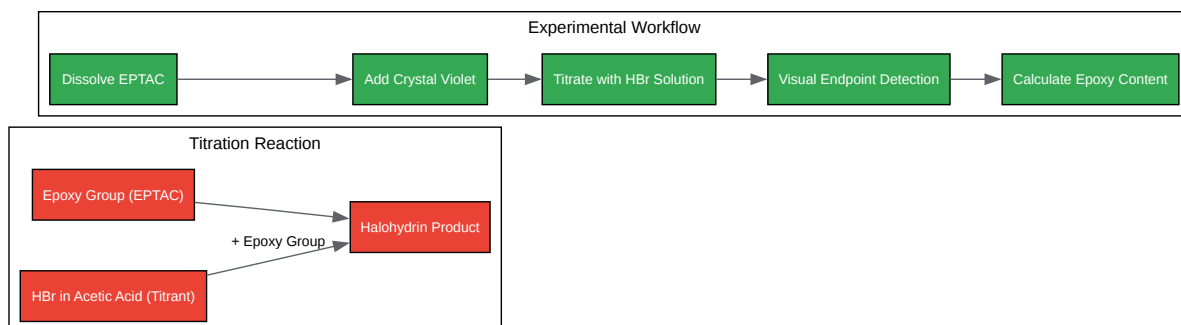 Experimental Workflow
Dissolve EPTAC
Add Crystal Violet
Titrate with HBr Solution
Visual Endpoint Detection
Calculate Epoxy Content
Titration Reaction
Epoxy Group (EPTAC)
Halohydrin Product
+ Epoxy Group
HBr in Acetic Acid (Titrant)